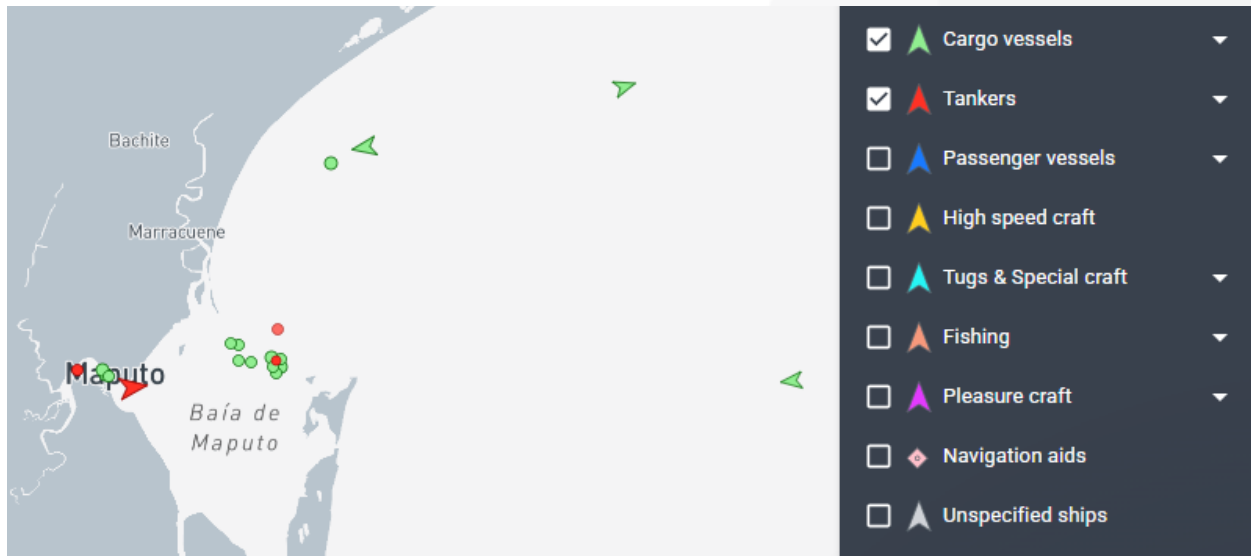 Bachite
Marracuene
Maputo
Baía de
Maputo
Cargo vessels
Tankers
Passenger vessels
High speed craft
Tugs & Special craft
Fishing
Pleasure craft
Navigation aids
Unspecified ships